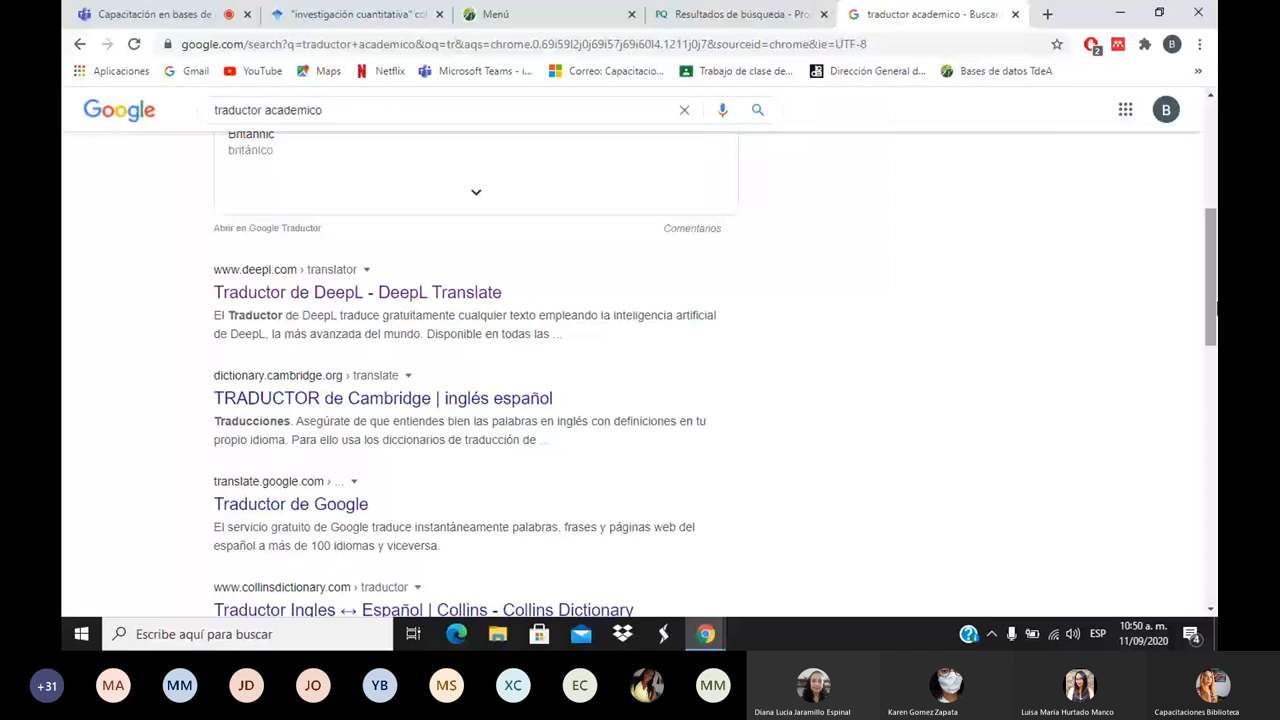 Capacitación en bases de
"investigación cuantitativa" col
Menú
Resultados de búsqueda - Pro
traductor academico - Buscar
google.com/search?q=traductor+academico&oq=tr&aqs=chrome.0.69i59l2j0j69i57j69i60l4.1211j0j7&sourceid=chrome&ie=UTF-8
2
B
Aplicaciones
Gmail
YouTube
Maps
Netflix
Microsoft Teams - i...
Correo: Capacitacio...
Trabajo de clase de...
Dirección General d...
Bases de datos TdeA
»
Google
traductor academico
B
Britannic
británico
Abrir en Google Traductor
Comentarios
www.deepl.com › translator
Traductor de DeepL - DeepL Translate
El Traductor de DeepL traduce gratuitamente cualquier texto empleando la inteligencia artificial
de DeepL, la más avanzada del mundo. Disponible en todas las ...
dictionary.cambridge.org › translate
TRADUCTOR de Cambridge | inglés español
Traducciones. Asegúrate de que entiendes bien las palabras en inglés con definiciones en tu
propio idioma. Para ello usa los diccionarios de traducción de ...
translate.google.com › ...
Traductor de Google
El servicio gratuito de Google traduce instantáneamente palabras, frases y páginas web del
español a más de 100 idiomas y viceversa.
www.collinsdictionary.com › traductor
Traductor Ingles ↔ Español | Collins - Collins Dictionary
Escribe aquí para buscar
ESP
10:50 a. m.
11/09/2020
4
+31
MA
MM
JD
JO
YB
MS
XC
EC
MM
Diana Lucia Jaramillo Espinal
Karen Gomez Zapata
Luisa Maria Hurtado Manco
Capacitaciones Biblioteca